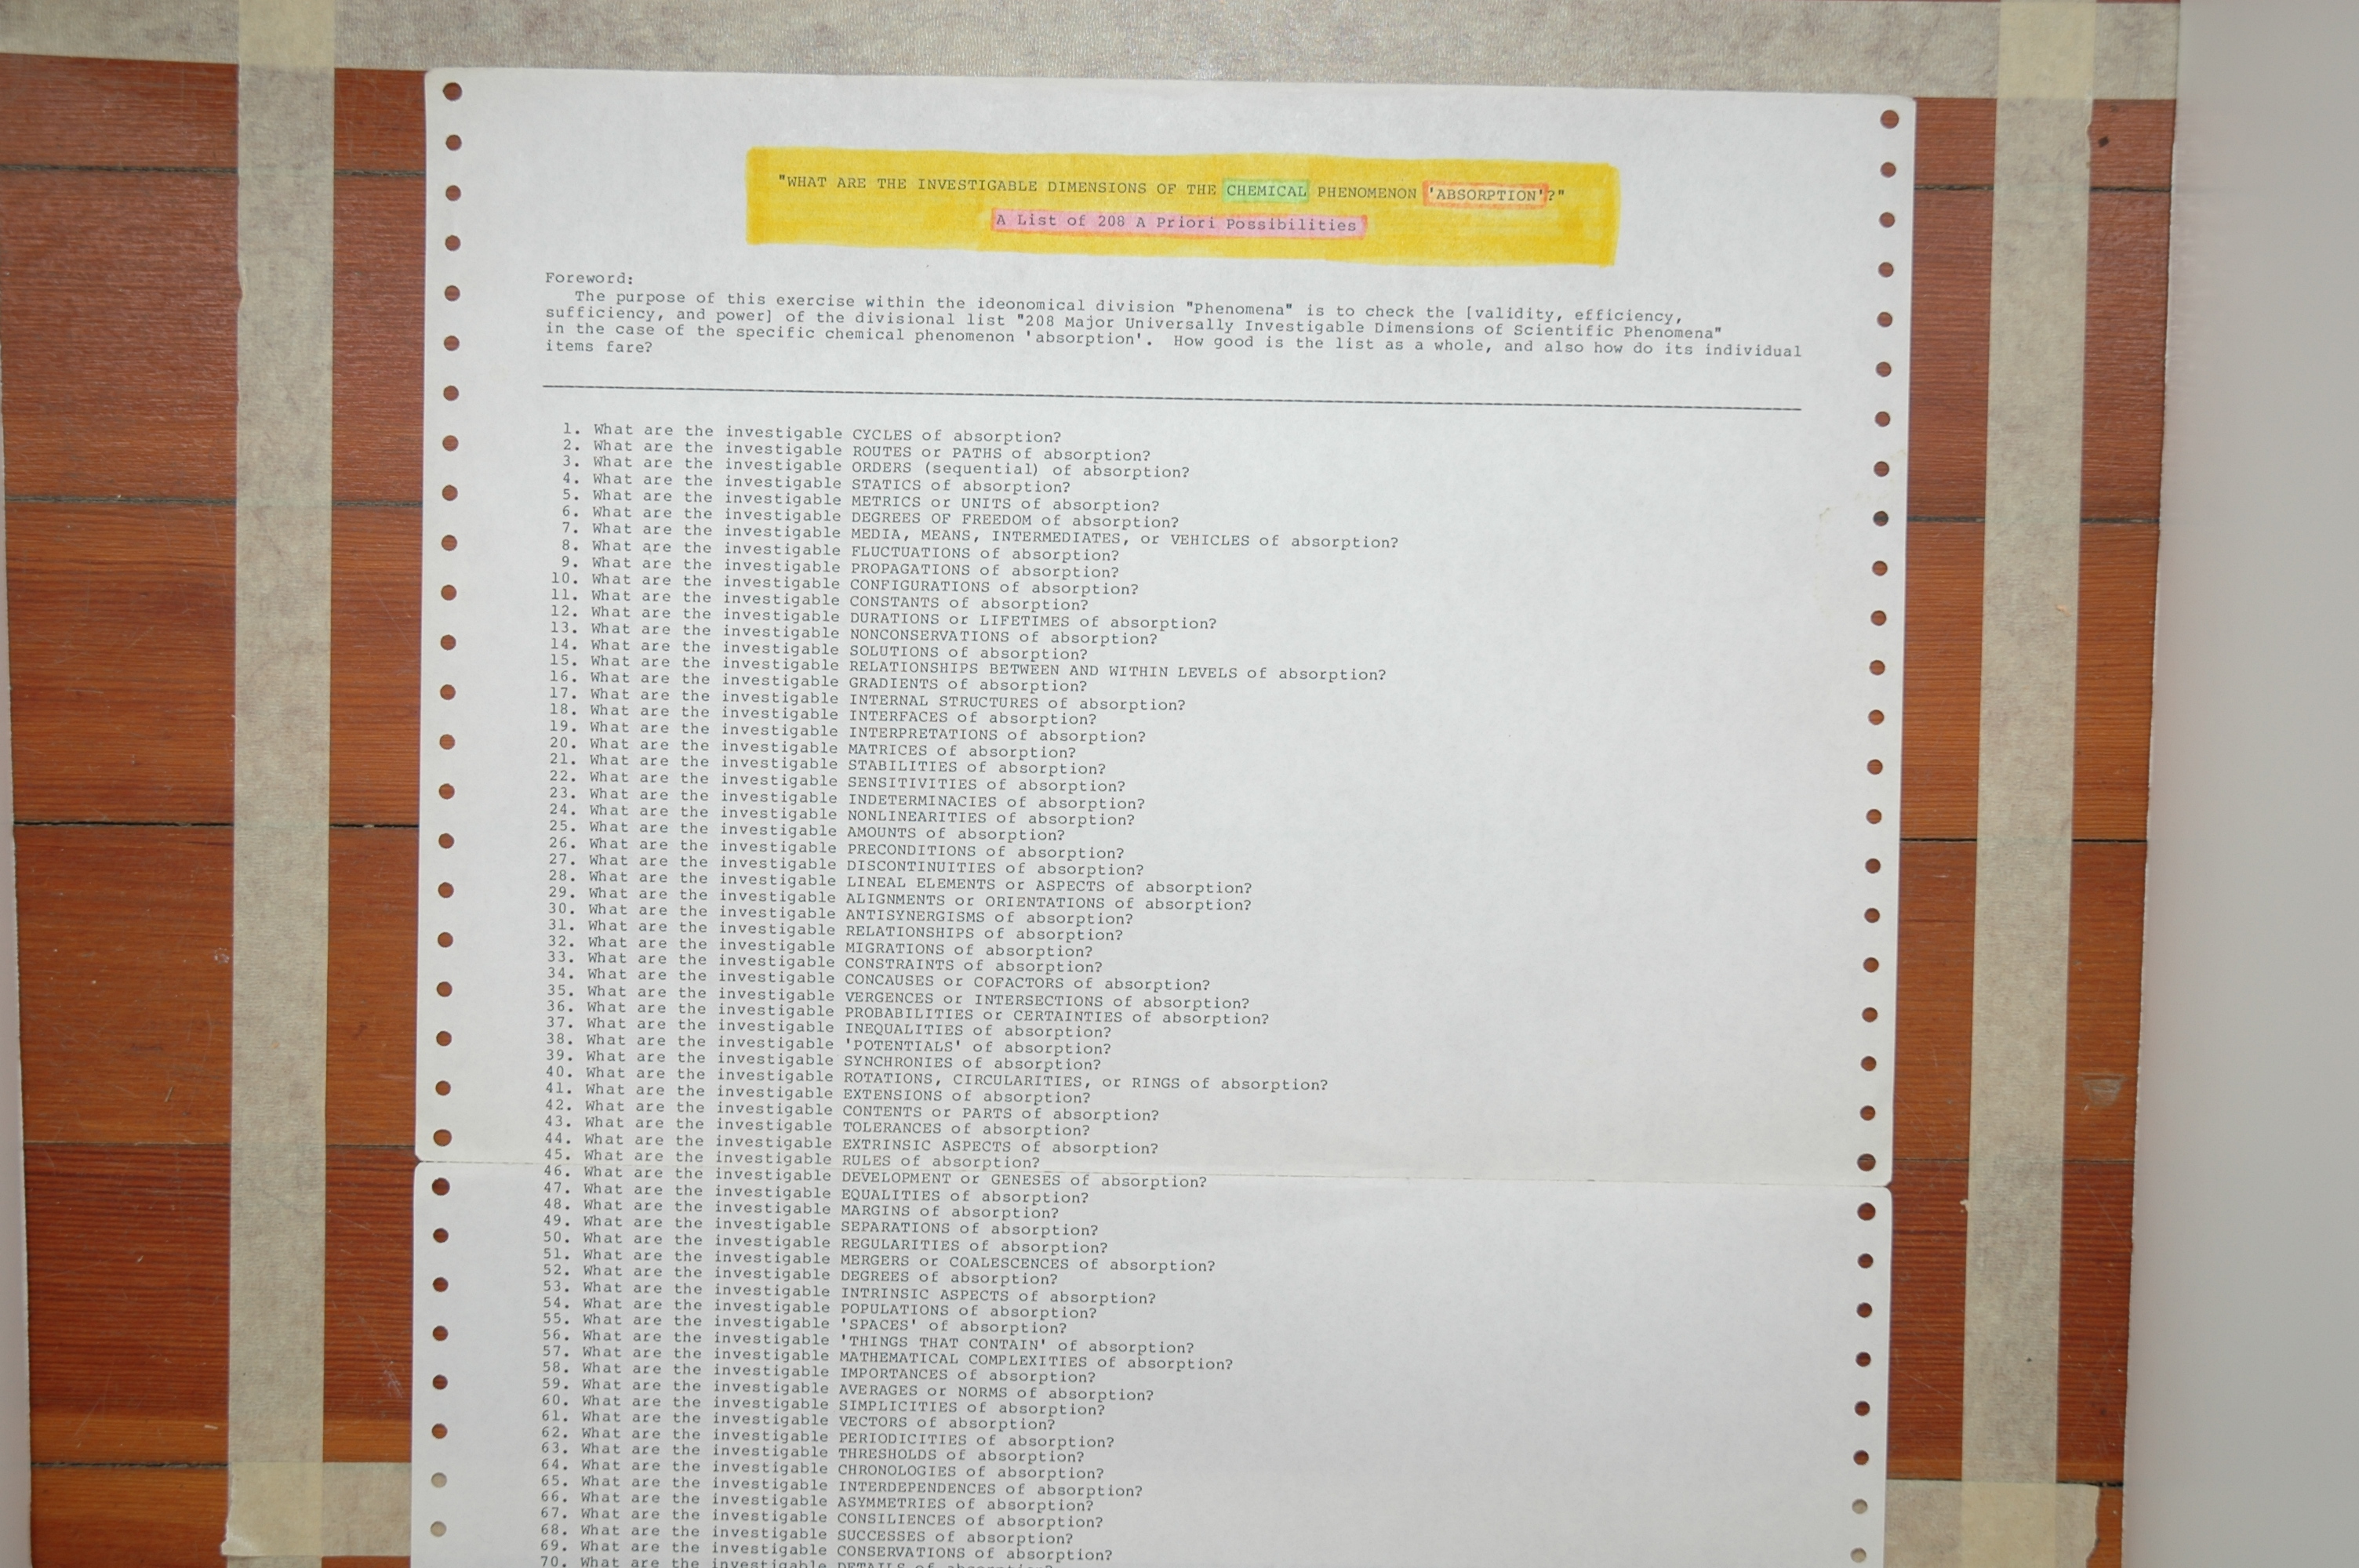 "WHAT ARE THE INVESTIGABLE DIMENSIONS OF THE CHEMICAL PHENOMENON 'ABSORPTION'?"
A List of 208 A Priori Possibilities
Foreword:
The purpose of this exercise within the ideonomical division "Phenomena" is to check the [validity, efficiency,
sufficiency, and power] of the divisional list "208 Major Universally Investigable Dimensions of Scientific Phenomena"
in the case of the specific chemical phenomenon 'absorption'. How good is the list as a whole, and also how do its individual
items fare?
1. What are the investigable CYCLES of absorption?
2. What are the investigable ROUTES or PATHS of absorption?
3. What are the investigable ORDERS (sequential) of absorption?
4. What are the investigable STATICS of absorption?
5. What are the investigable METRICS or UNITS of absorption?
6. What are the investigable DEGREES OF FREEDOM of absorption?
7. What are the investigable MEDIA, MEANS, INTERMEDIATES, or VEHICLES of absorption?
8. What are the investigable FLUCTUATIONS of absorption?
9. What are the investigable PROPAGATIONS of absorption?
10. What are the investigable CONFIGURATIONS of absorption?
11. What are the investigable CONSTANTS of absorption?
12. What are the investigable DURATIONS or LIFETIMES of absorption?
13. What are the investigable NONCONSERVATIONS of absorption?
14. What are the investigable SOLUTIONS of absorption?
15. What are the investigable RELATIONSHIPS BETWEEN AND WITHIN LEVELS of absorption?
16. What are the investigable GRADIENTS of absorption?
17. What are the investigable INTERNAL STRUCTURES of absorption?
18. What are the investigable INTERFACES of absorption?
19. What are the investigable INTERPRETATIONS of absorption?
20. What are the investigable MATRICES of absorption?
21. What are the investigable STABILITIES of absorption?
22. What are the investigable SENSITIVITIES of absorption?
23. What are the investigable INDETERMINACIES of absorption?
24. What are the investigable NONLINEARITIES of absorption?
25. What are the investigable AMOUNTS of absorption?
26. What are the investigable PRECONDITIONS of absorption?
27. What are the investigable DISCONTINUITIES of absorption?
28. What are the investigable LINEAL ELEMENTS or ASPECTS of absorption?
29. What are the investigable ALIGNMENTS or ORIENTATIONS of absorption?
30. What are the investigable ANTISYNERGISMS of absorption?
31. What are the investigable RELATIONSHIPS of absorption?
32. What are the investigable MIGRATIONS of absorption?
33. What are the investigable CONSTRAINTS of absorption?
34. What are the investigable CONCAUSES or COFACTORS of absorption?
35. What are the investigable VERGENCES or INTERSECTIONS of absorption?
36. What are the investigable PROBABILITIES or CERTAINTIES of absorption?
37. What are the investigable INEQUALITIES of absorption?
38. What are the investigable 'POTENTIALS' of absorption?
39. What are the investigable SYNCHRONIES of absorption?
40. What are the investigable ROTATIONS, CIRCULARITIES, or RINGS of absorption?
41. What are the investigable EXTENSIONS of absorption?
42. What are the investigable CONTENTS or PARTS of absorption?
43. What are the investigable TOLERANCES of absorption?
44. What are the investigable EXTRINSIC ASPECTS of absorption?
45. What are the investigable RULES of absorption?
46. What are the investigable DEVELOPMENT or GENESES of absorption?
47. What are the investigable EQUALITIES of absorption?
48. What are the investigable MARGINS of absorption?
49. What are the investigable SEPARATIONS of absorption?
50. What are the investigable REGULARITIES of absorption?
51. What are the investigable MERGERS or COALESCENCES of absorption?
52. What are the investigable DEGREES of absorption?
53. What are the investigable INTRINSIC ASPECTS of absorption?
54. What are the investigable POPULATIONS of absorption?
55. What are the investigable 'SPACES' of absorption?
56. What are the investigable 'THINGS THAT CONTAIN' of absorption?
57. What are the investigable MATHEMATICAL COMPLEXITIES of absorption?
58. What are the investigable IMPORTANCES of absorption?
59. What are the investigable AVERAGES or NORMS of absorption?
60. What are the investigable SIMPLICITIES of absorption?
61. What are the investigable VECTORS of absorption?
62. What are the investigable PERIODICITIES of absorption?
63. What are the investigable THRESHOLDS of absorption?
64. What are the investigable CHRONOLOGIES of absorption?
65. What are the investigable INTERDEPENDENCES of absorption?
66. What are the investigable ASYMMETRIES of absorption?
67. What are the investigable CONSILIENCES of absorption?
68. What are the investigable SUCCESSES of absorption?
69. What are the investigable CONSERVATIONS of absorption?
70. What are the investigable DETAILS of absorption?